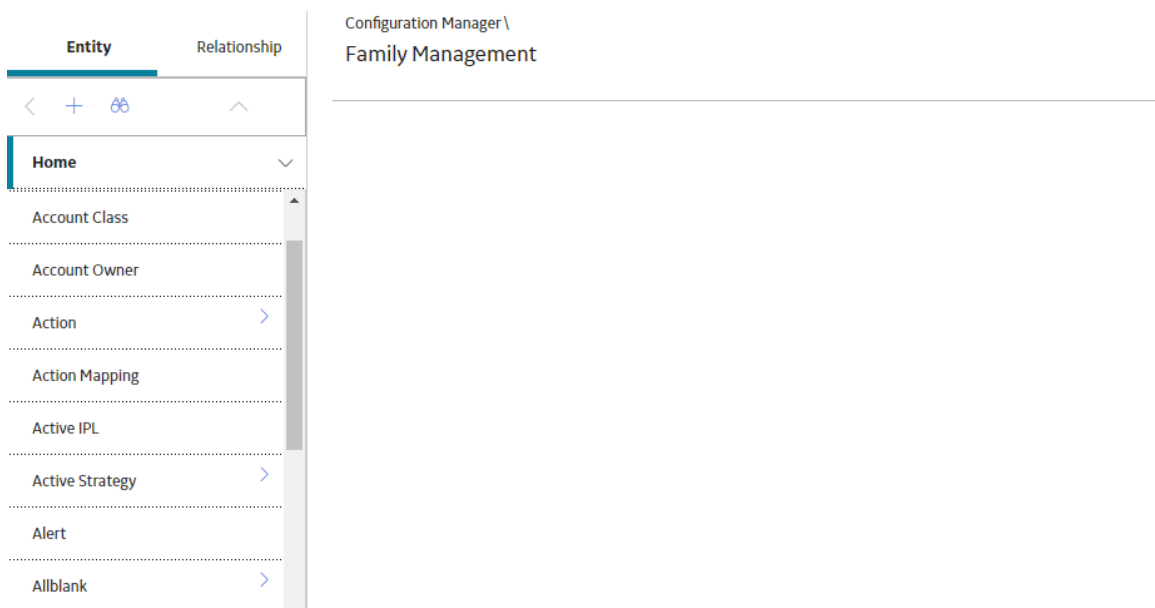 Entity
Relationship
Home
Account Class
Account Owner
Action
Action Mapping
Active IPL
Active Strategy
Alert
Allblank
Configuration Manager\
Family Management